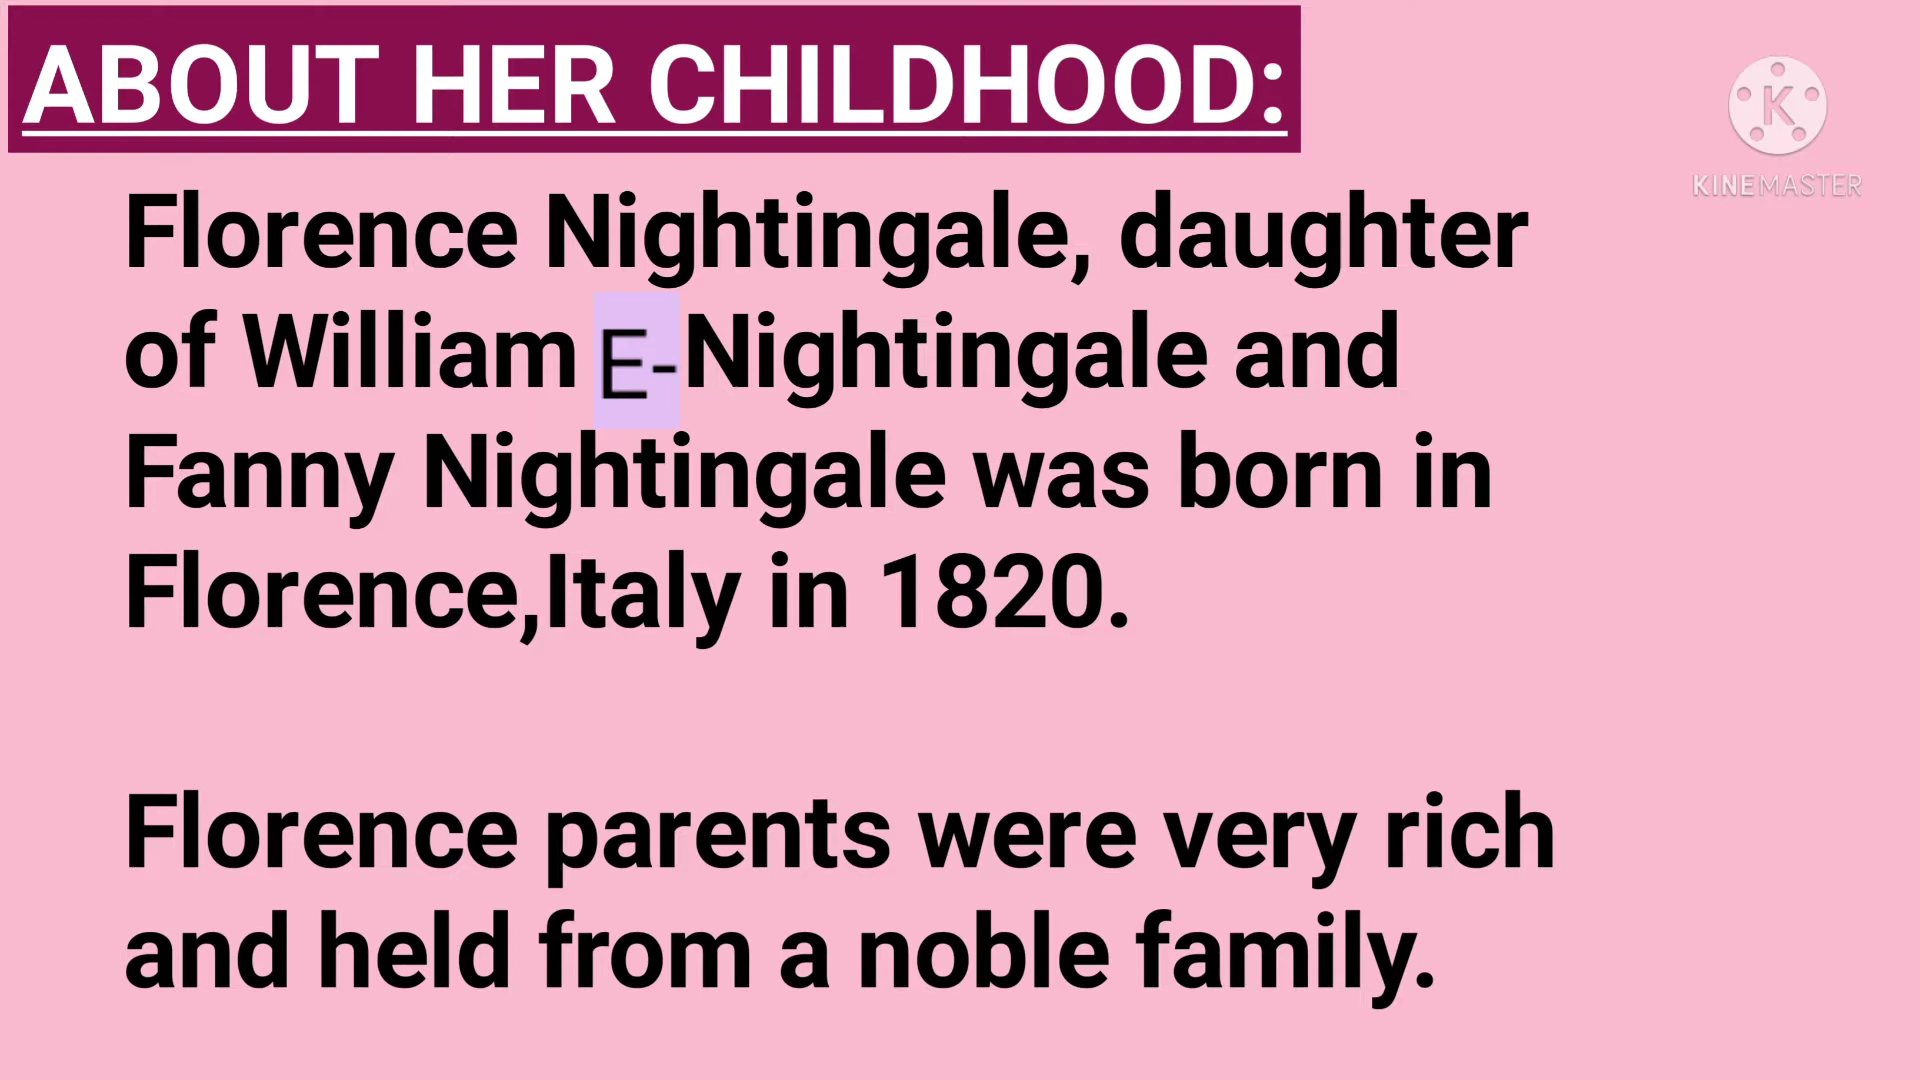 ABOUT HER CHILDHOOD:
K
KINEMASTER
Florence Nightingale, daughter
of William E-Nightingale and
Fanny Nightingale was born in
Florence,Italy in 1820.
Florence parents were very rich
and held from a noble family.